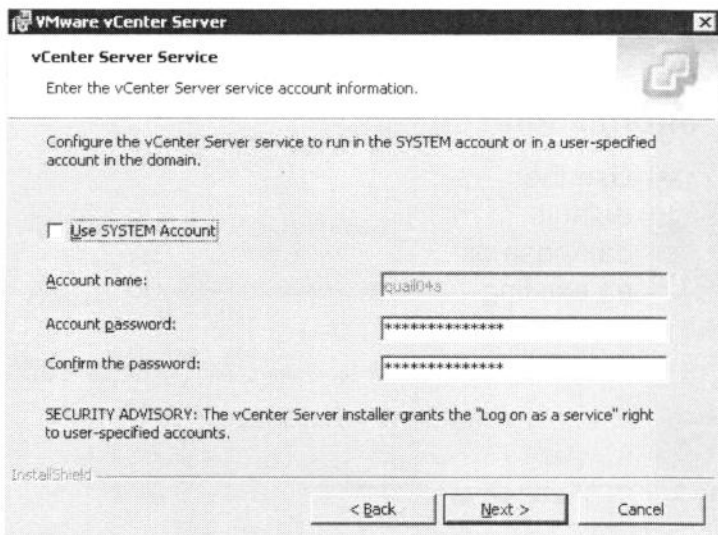 VMware vCenter Server
vCenter Server Service
Enter the vCenter Server service account information.
Configure the vCenter Server service to run in the SYSTEM account or in a user-specified
account in the domain.
Use SYSTEM Account
Account name:
quail04a
Account password:
**************
Confirm the password:
**************
SECURITY ADVISORY: The vCenter Server installer grants the "Log on as a service" right
to user-specified accounts.
InstallShield
< Back
Next >
Cancel